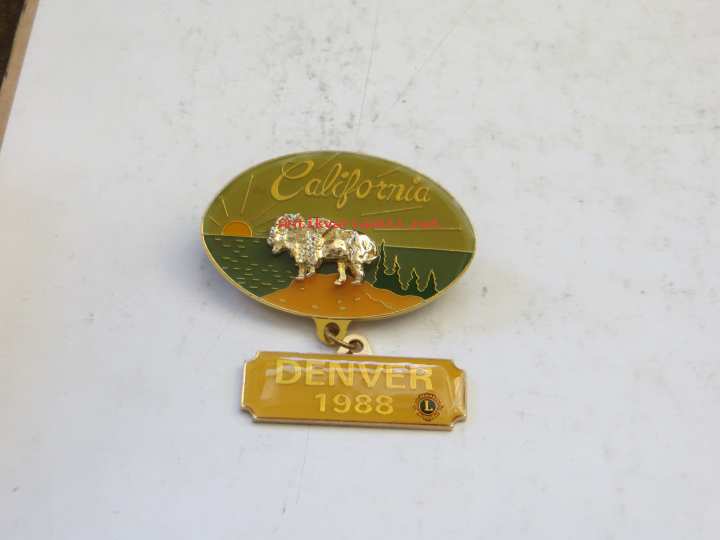 California
DENVER
1988
L